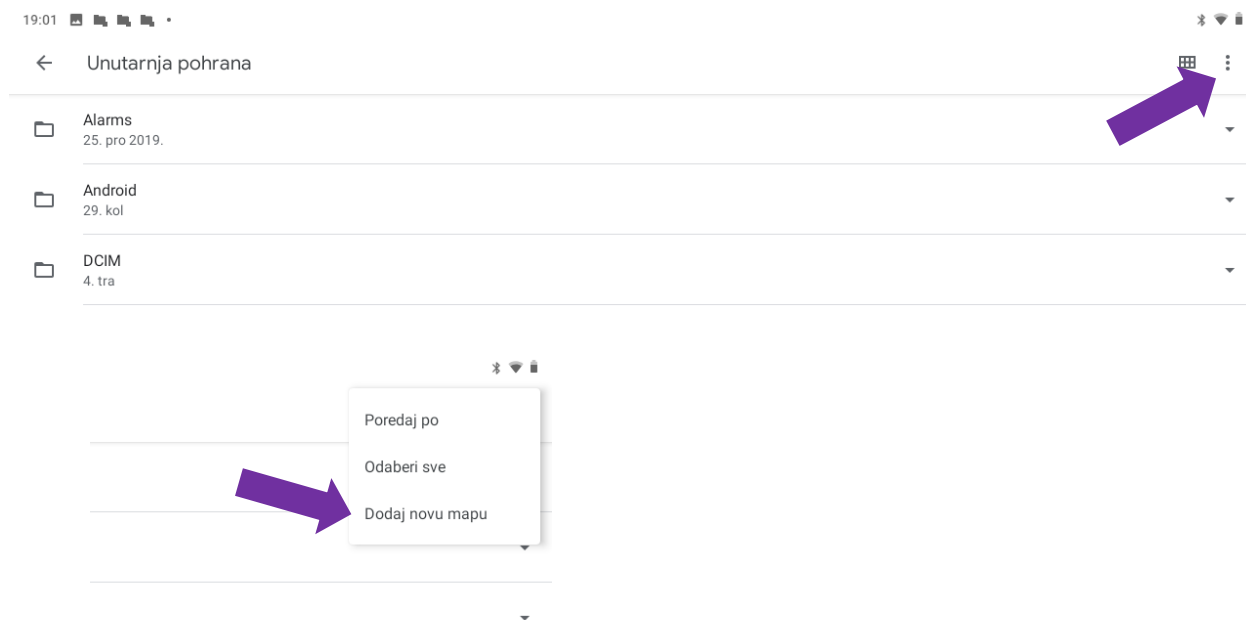 19:01
Unutarnja pohrana
Alarms
25. pro 2019.
Android
29. kol
DCIM
4. tra
Poredaj po
Odaberi sve
Dodaj novu mapu